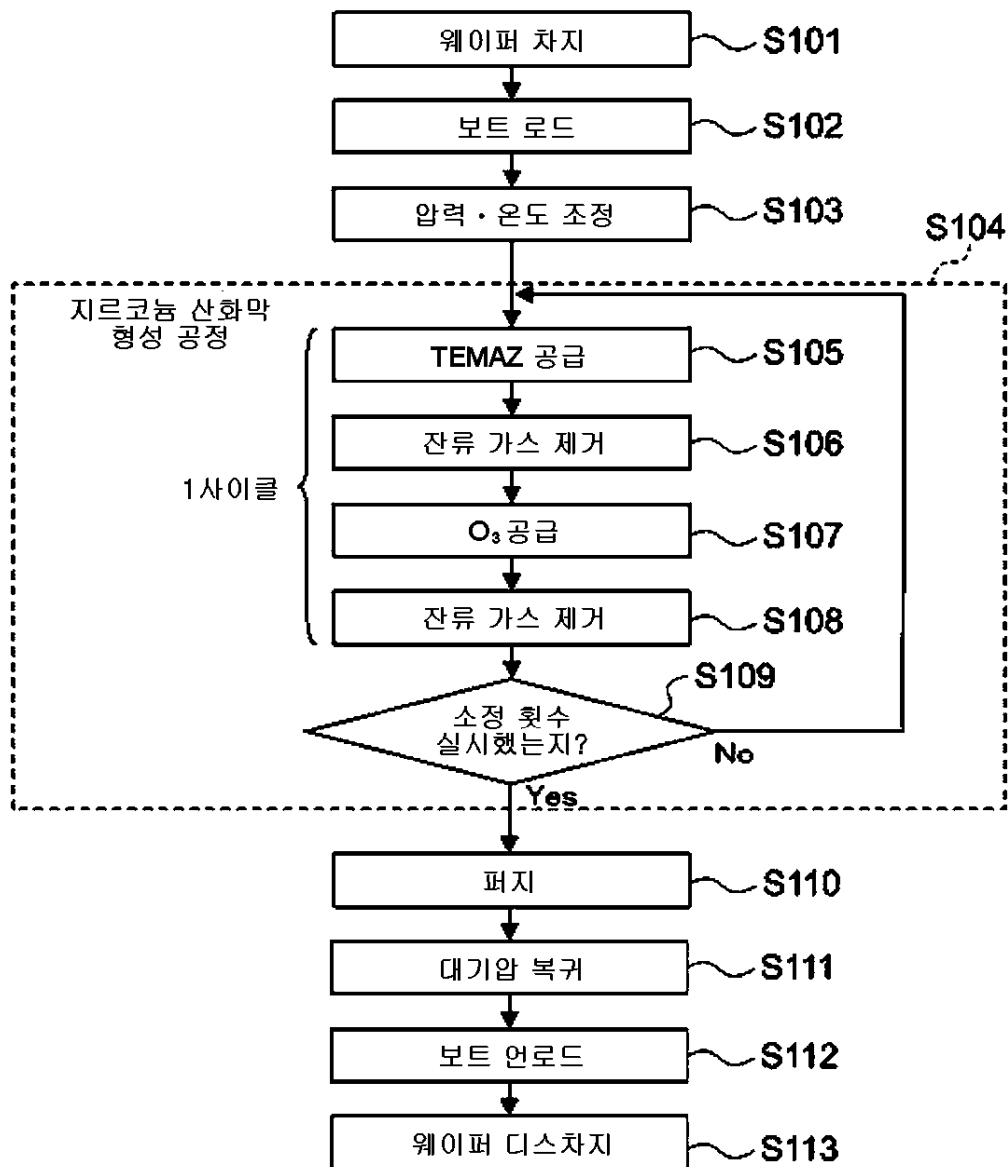 웨이퍼 차지 S101
보트 로드 S102
압력·온도 조정 S103
S104
지르코늄 산화막
형성 공정
TEMAZ 공급 S105
잔류 가스 제거 S106
1사이클
O₃ 공급 S107
잔류 가스 제거 S108
S109
소정 횟수
실시했는지?
No
Yes
퍼지 S110
대기압 복귀 S111
보트 언로드 S112
웨이퍼 디스차지 S113